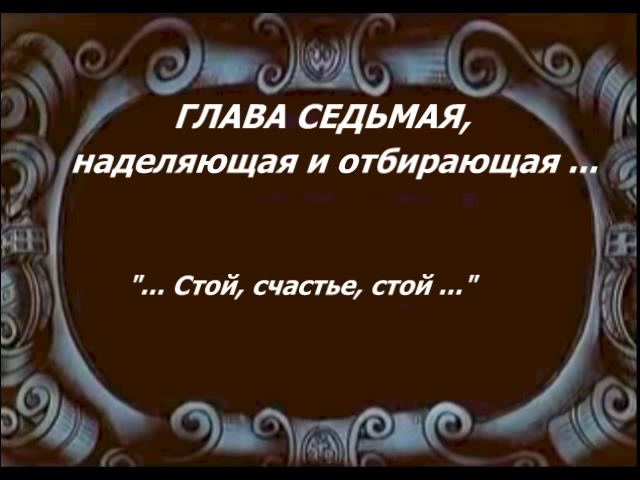 ГЛАВА СЕДЬМАЯ,
наделяющая и отбирающая ...
"... Стой, счастье, стой ..."